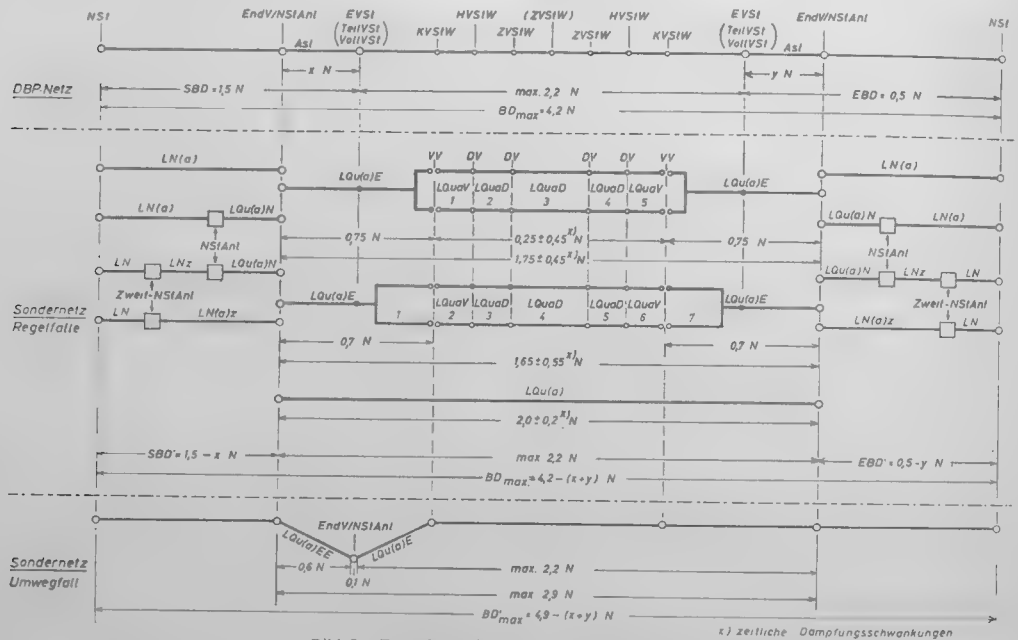 NSt EndV/NStAnl EVSt HVStW (ZVStW) HVStW EVSt EndV/NStAnl NSt
(TeilVSt VollVSt) KVStW ZVStW ZVStW KVStW (TeilVSt VollVSt)
Asl Asl
x N y N
DBP-Netz SBD = 1,5 N max. 2,2 N EBD = 0,5 N
BDmax = 4,2 N
VV DV DV DV DV VV
LN(a) LN(a)
LQu(a)E LQuaV 1 LQuaD 2 LQuaD 3 LQuaD 4 LQuaV 5 LQu(a)E
LN(a) LQu(a)N LQu(a)N LN(a)
0,75 N 0,25 ± 0,45 x) N 0,75 N
NStAnl NStAnl
1,75 ± 0,45 x) N
LN LNz LQu(a)N LQu(a)N LNz LN
Zweit-NStAnl Zweit-NStAnl
LQu(a)E LQuaV LQuaD LQuaD LQuaD LQuaV LQu(a)E
1 2 3 4 5 6 7
Sondernetz
Regelfälle
LN LN(a)z LN(a)z LN
0,7 N 0,7 N
1,65 ± 0,55 x) N
LQu(a)
2,0 ± 0,2 x) N
SBD' = 1,5 - x N max 2,2 N EBD' = 0,5 - y N
BDmax. = 4,2 - (x+y) N
EndV/NStAnl
LQu(a)EE LQu(a)E
Sondernetz
Umwegfall
0,6 N 0,1 N max. 2,2 N
max 2,9 N
BD'max = 4,9 - (x+y) N
x) zeitliche Dämpfungsschwankungen